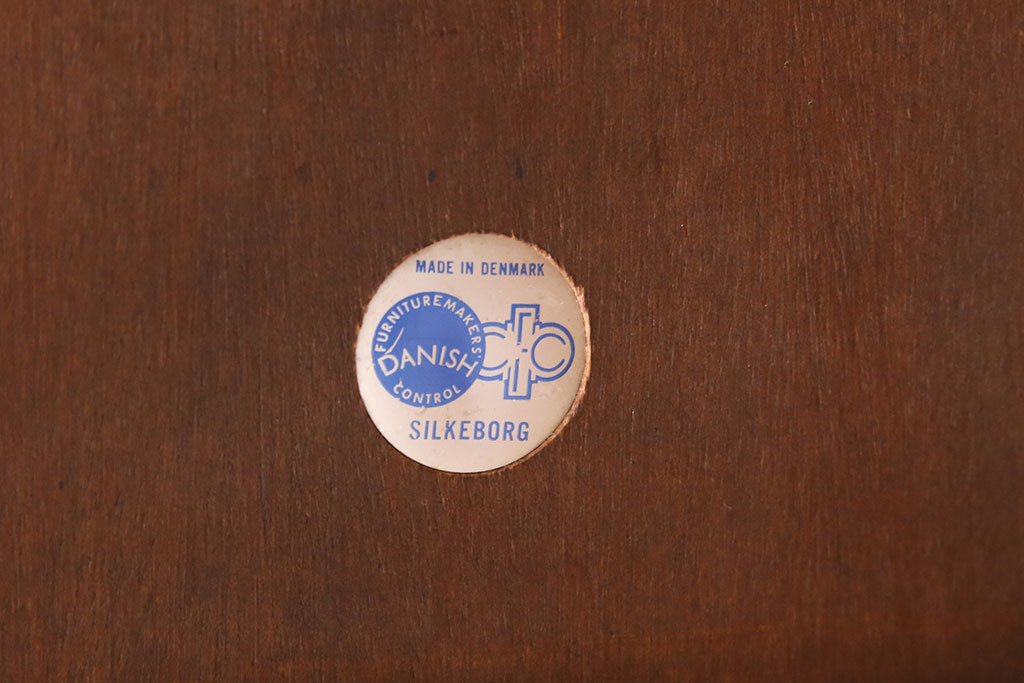 MADE IN DENMARK
FURNITUREMAKERS'
DANISH
CONTROL
CFC
SILKEBORG